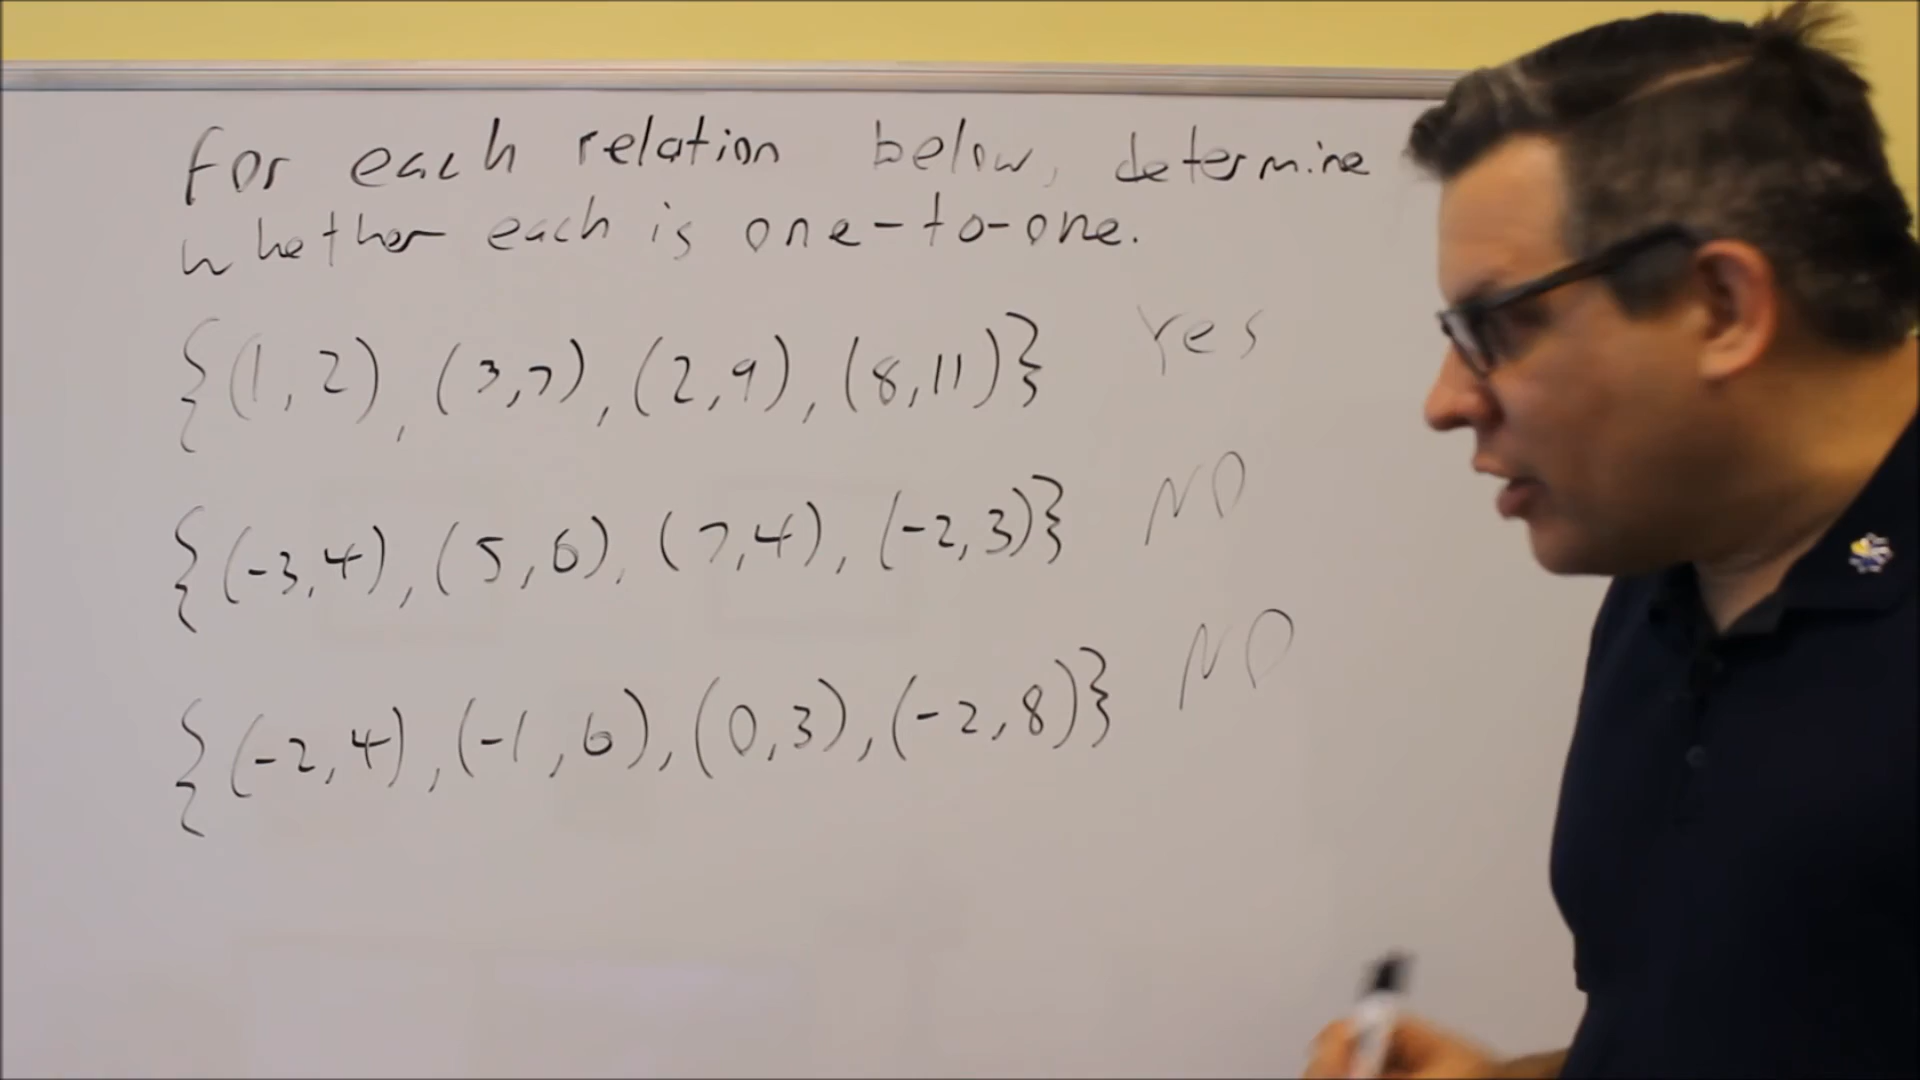 For each relation below, determine
whether each is one-to-one.
{(1, 2), (3,7), (2,9), (8,11)} Yes
{(-3,4), (5,6), (7,4), (-2,3)} NO
{(-2,4), (-1,6), (0,3), (-2,8)} NO